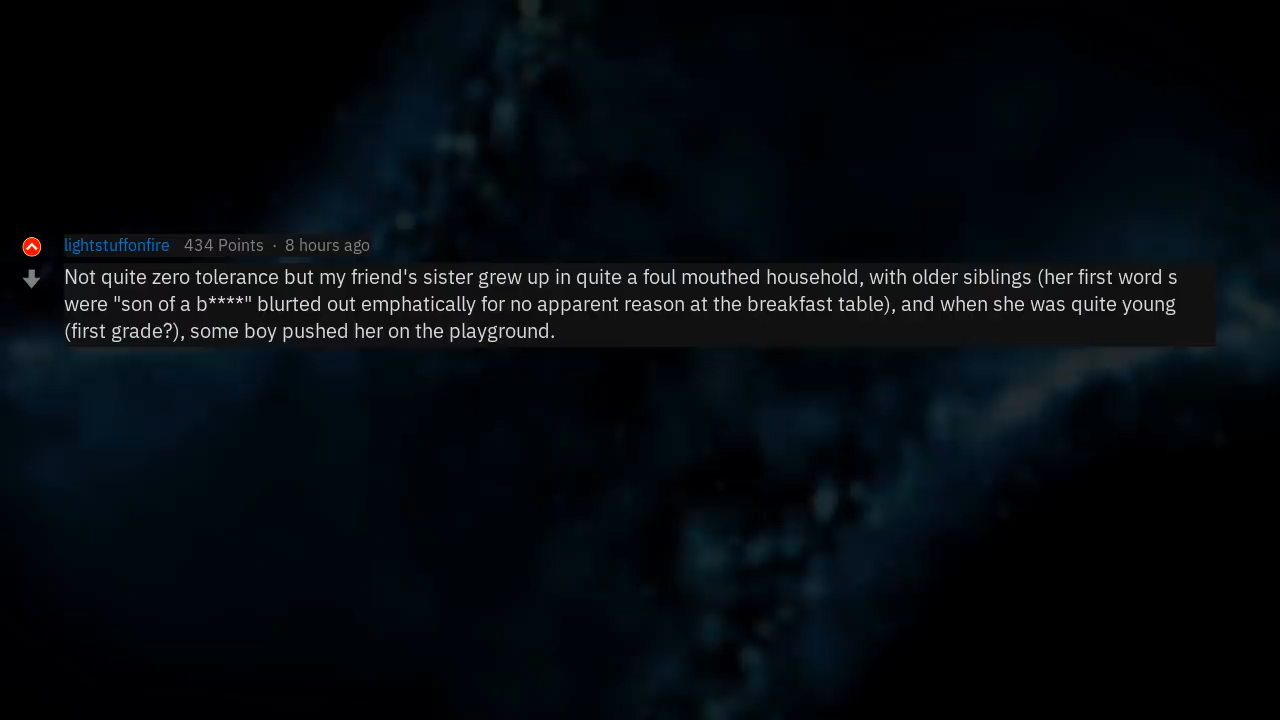 lightstuffonfire 434 Points · 8 hours ago
Not quite zero tolerance but my friend's sister grew up in quite a foul mouthed household, with older siblings (her first word s
were "son of a b****" blurted out emphatically for no apparent reason at the breakfast table), and when she was quite young
(first grade?), some boy pushed her on the playground.